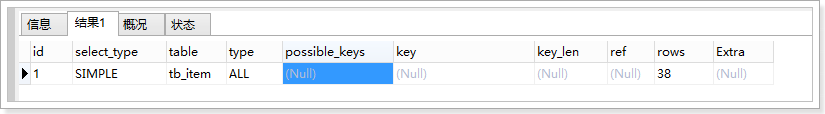 信息 结果1 概况 状态
id select_type table type possible_keys key key_len ref rows Extra
1 SIMPLE tb_item ALL (Null) (Null) (Null) (Null) 38 (Null)